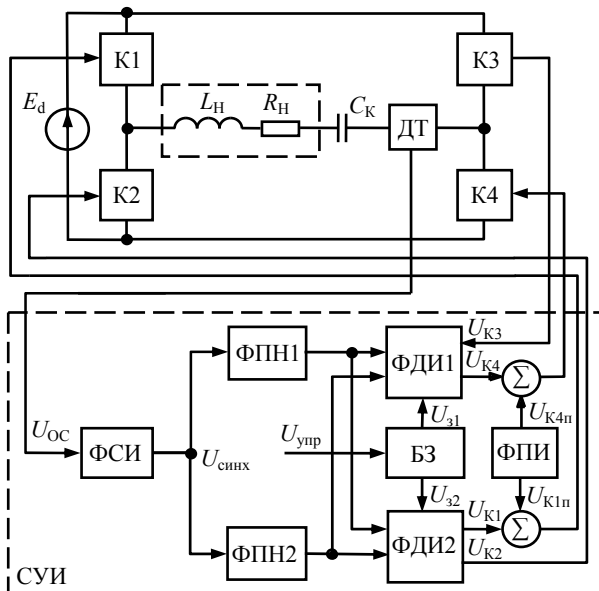 К1
К3
E_d
L_Н
R_Н
C_К
ДТ
К2
К4
U_К3
ФПН1
ФДИ1
U_К4
Σ
U_з1
U_К4п
U_ОС
U_упр
ФСИ
U_синх
БЗ
ФПИ
U_з2
U_К1п
U_К1
Σ
ФПН2
ФДИ2
U_К2
СУИ